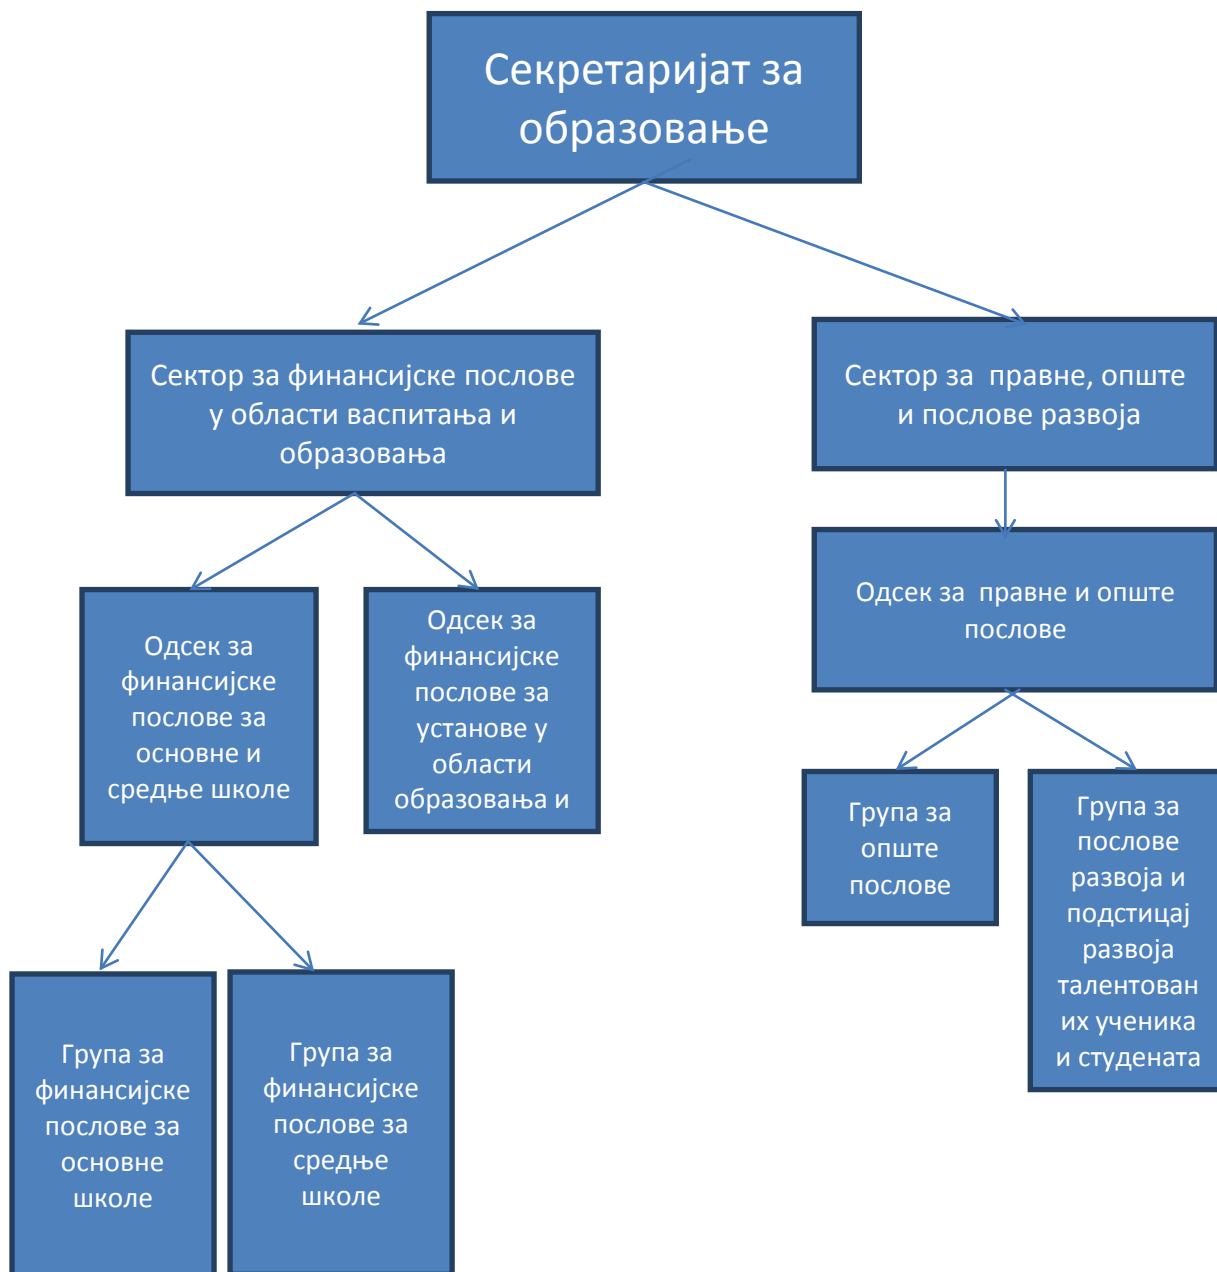 Секретаријат за
образовање
Сектор за финансијске послове
у области васпитања и
образовања
Сектор за  правне, опште
и послове развоја
Одсек за
финансијске
послове за
основне и
средње школе
Одсек за
финансијске
послове за
установе у
области
образовања и
Одсек за  правне и опште
послове
Група за
опште
послове
Група за
послове
развоја и
подстицај
развоја
талентован
их ученика
и студената
Група за
финансијске
послове за
основне
школе
Група за
финансијске
послове за
средње
школе